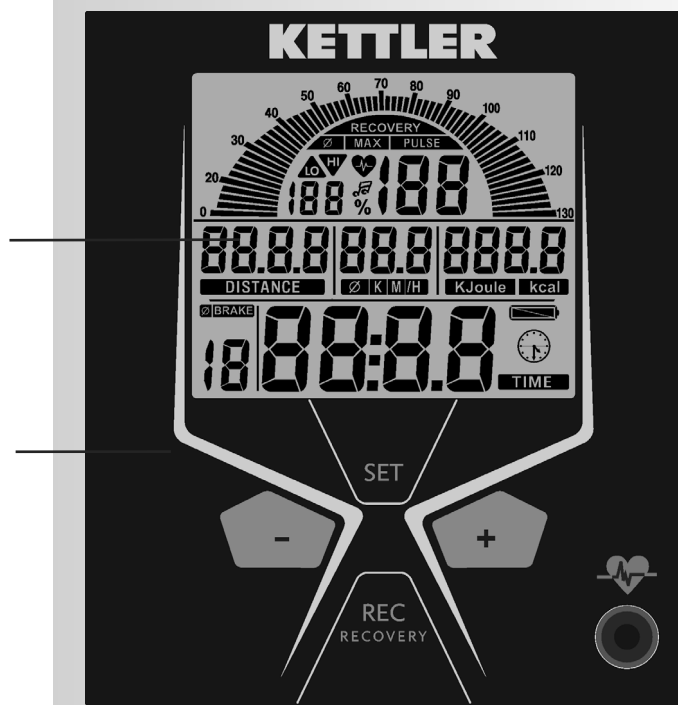 KETTLER
0 20 30 40 50 60 70 80 90 100 110 120 130
RECOVERY
Ø MAX PULSE
LO HI
188 % 188
88.8.8 88.8 888.8
DISTANCE Ø K M /H KJoule kcal
Ø BRAKE
18 88:8.8
TIME
SET
- +
REC
RECOVERY